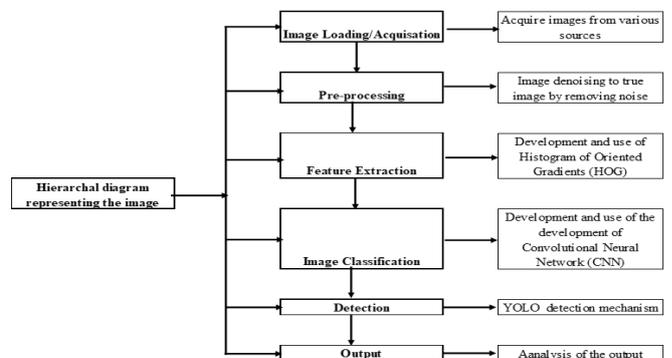 Image Loading/Acquisation
Acquire images from various
sources
Pre-processing
Image denoising to true
image by removing noise
Feature Extraction
Development and use of
Histogram of Oriented
Gradients (HOG)
Hierarchal diagram
representing the image
Image Classification
Development and use of the
development of
Convolutional Neural
Network (CNN)
Detection
YOLO detection mechanism
Output
Aanalysis of the output